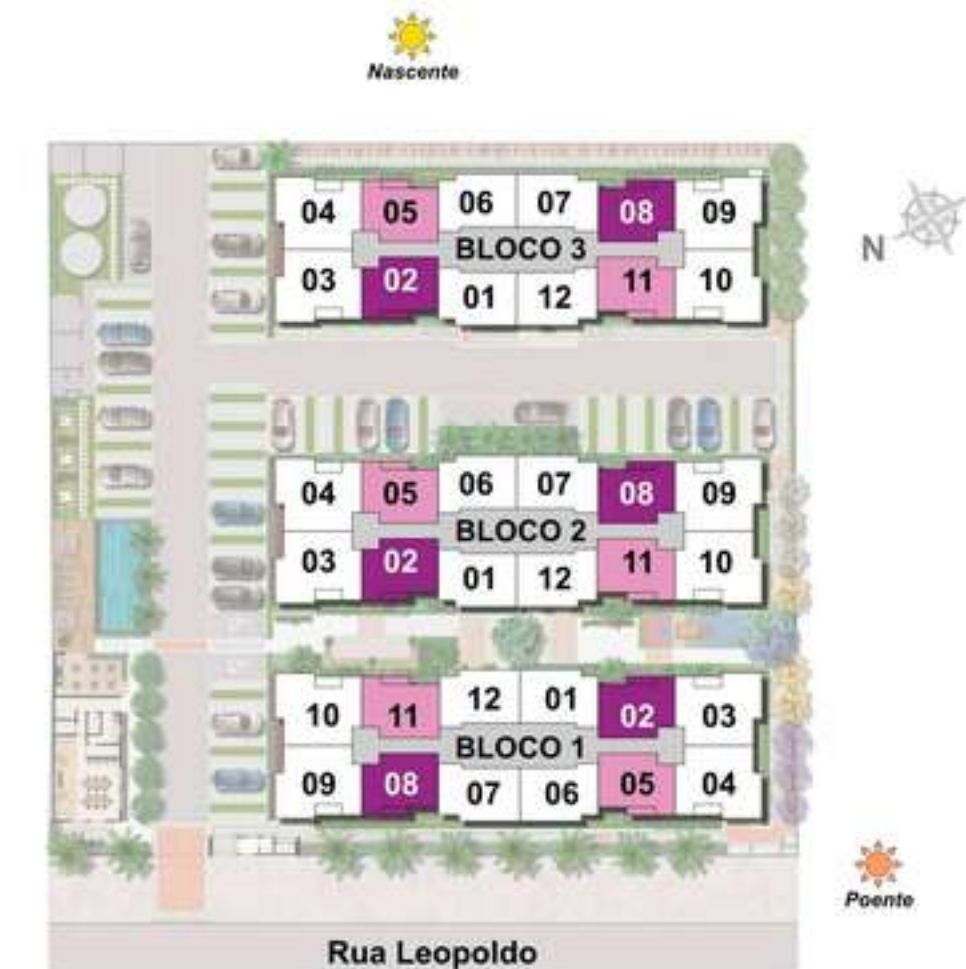 Nascente
04 05 06 07 08 09
BLOCO 3
03 02 01 12 11 10
N
04 05 06 07 08 09
BLOCO 2
03 02 01 12 11 10
10 11 12 01 02 03
BLOCO 1
09 08 07 06 05 04
Poente
Rua Leopoldo